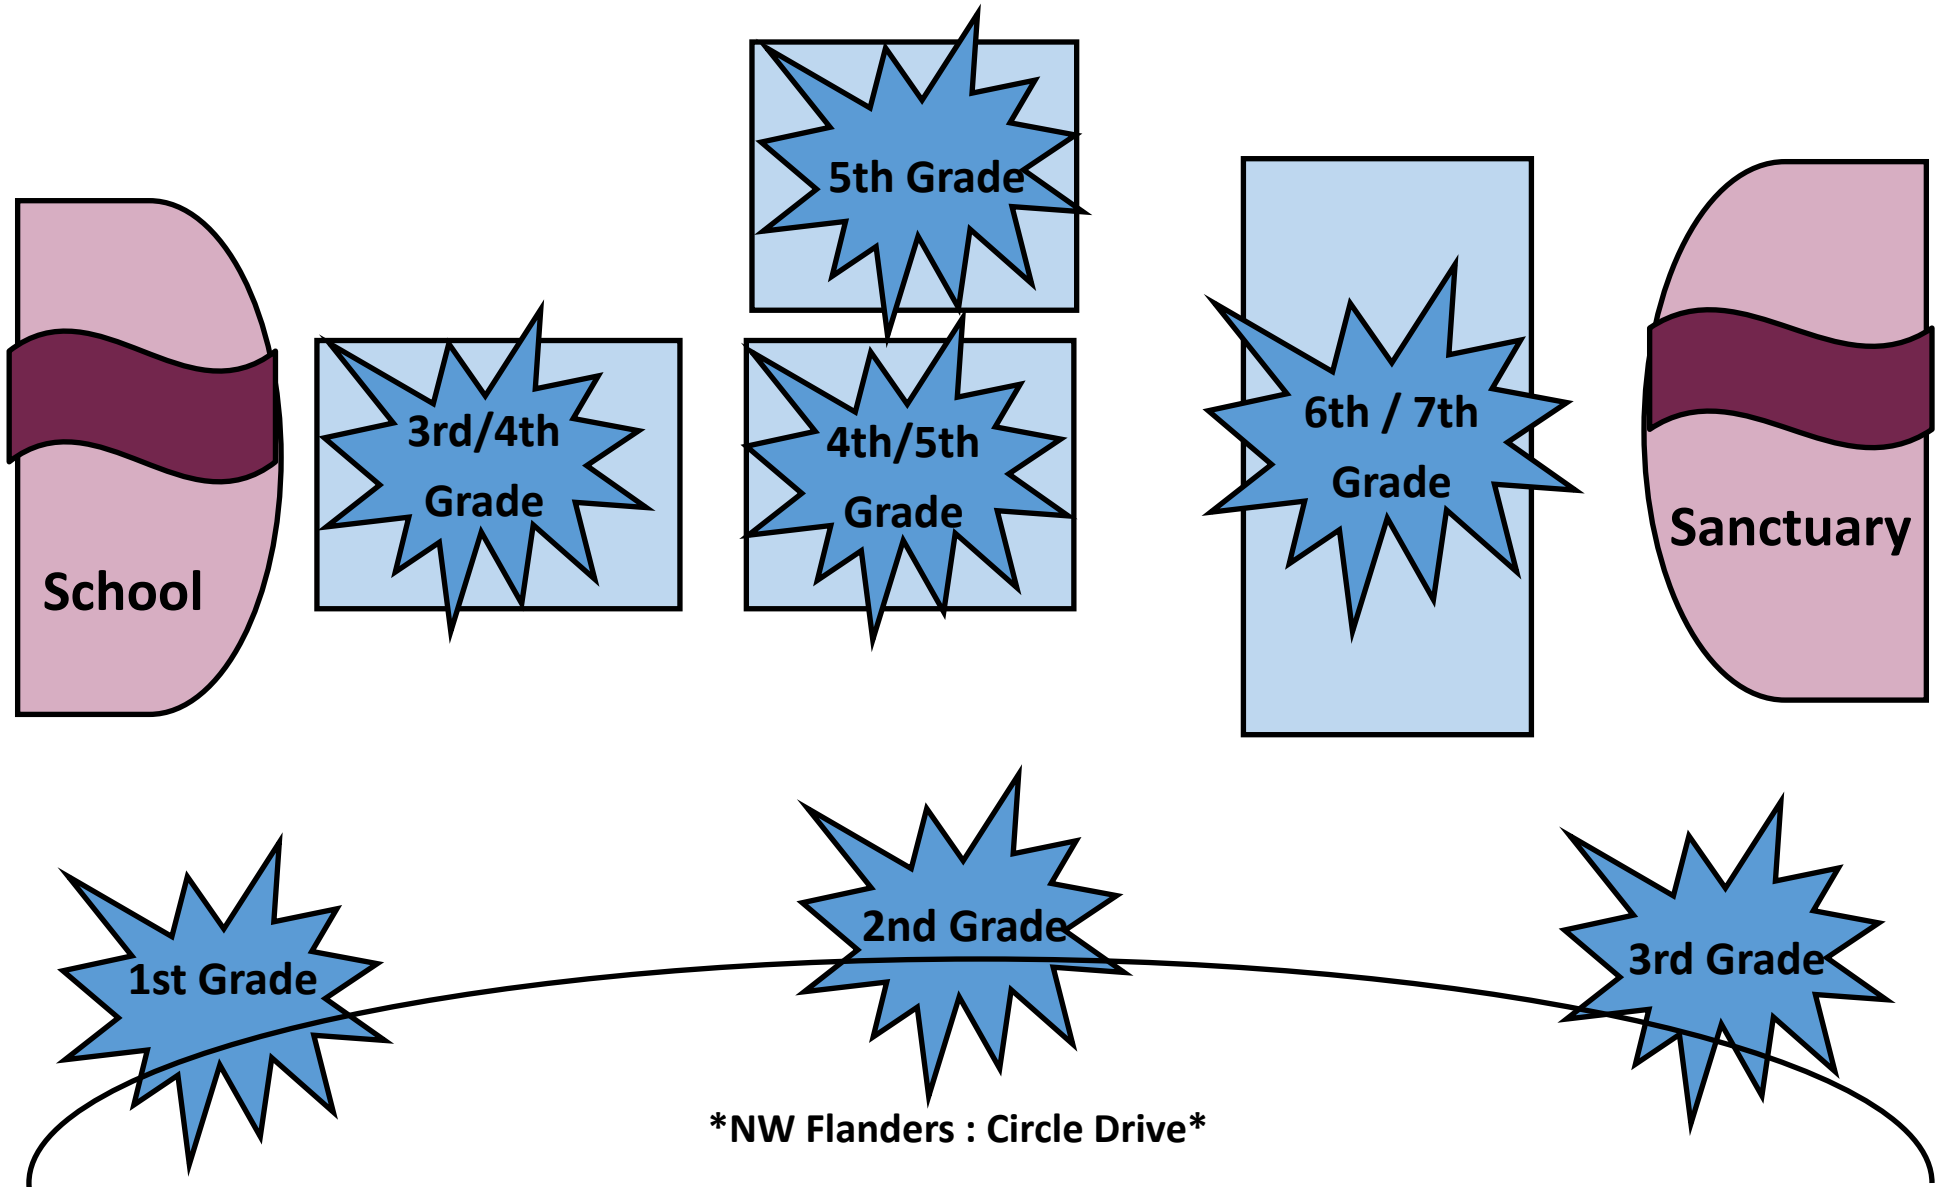 5th Grade
3rd/4th
Grade
4th/5th
Grade
6th / 7th
Grade
School
Sanctuary
1st Grade
2nd Grade
3rd Grade
*NW Flanders : Circle Drive*